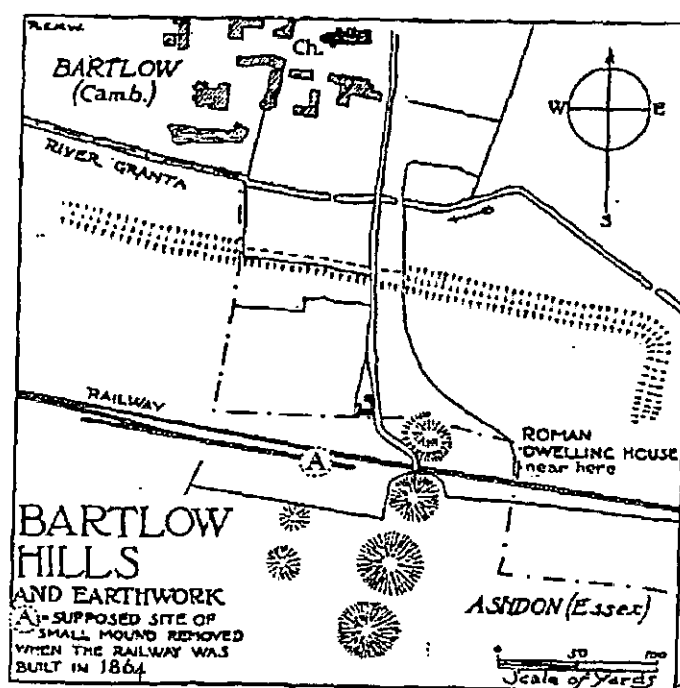 R.E.M.W.
Ch.
BARTLOW
(Camb.)
N
W
E
S
RIVER GRANTA
RAILWAY
A
ROMAN
DWELLING HOUSE
near here
BARTLOW
HILLS
AND EARTHWORK
A = SUPPOSED SITE OF
SMALL MOUND REMOVED
WHEN THE RAILWAY WAS
BUILT IN 1864
ASHDON (Essex)
0 50 100
Scale of Yards